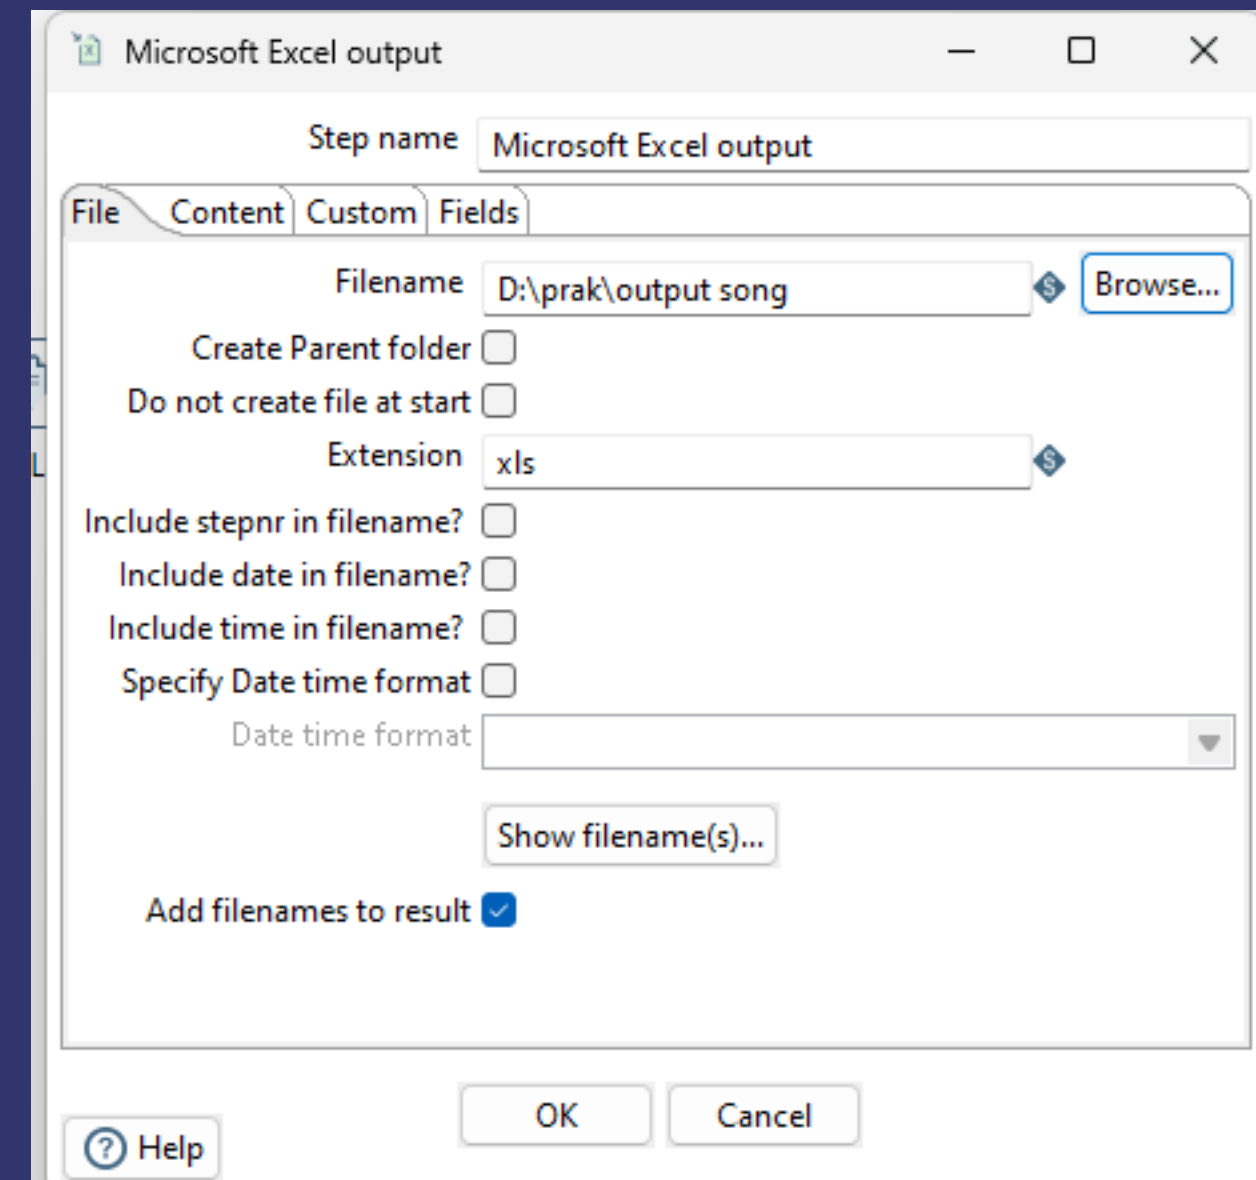 Microsoft Excel output
Step name Microsoft Excel output
File Content Custom Fields
Filename D:\prak\output song Browse...
Create Parent folder
Do not create file at start
Extension xls
L
Include stepnr in filename?
Include date in filename?
Include time in filename?
Specify Date time format
Date time format
Show filename(s)...
Add filenames to result
OK Cancel
Help